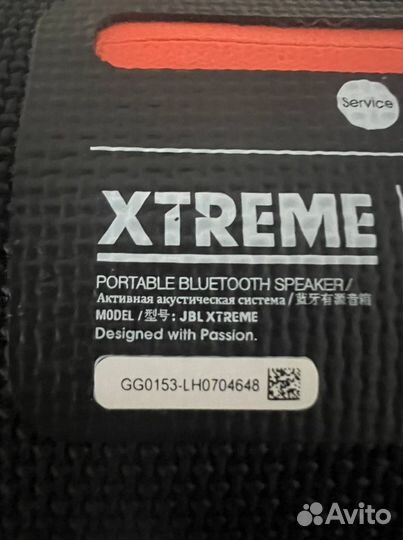 Service
XTREME
PORTABLE BLUETOOTH SPEAKER/
Активная акустическая система / 蓝牙有源音箱
MODEL / 型号: JBL XTREME
Designed with Passion.
GG0153-LH0704648
Avito